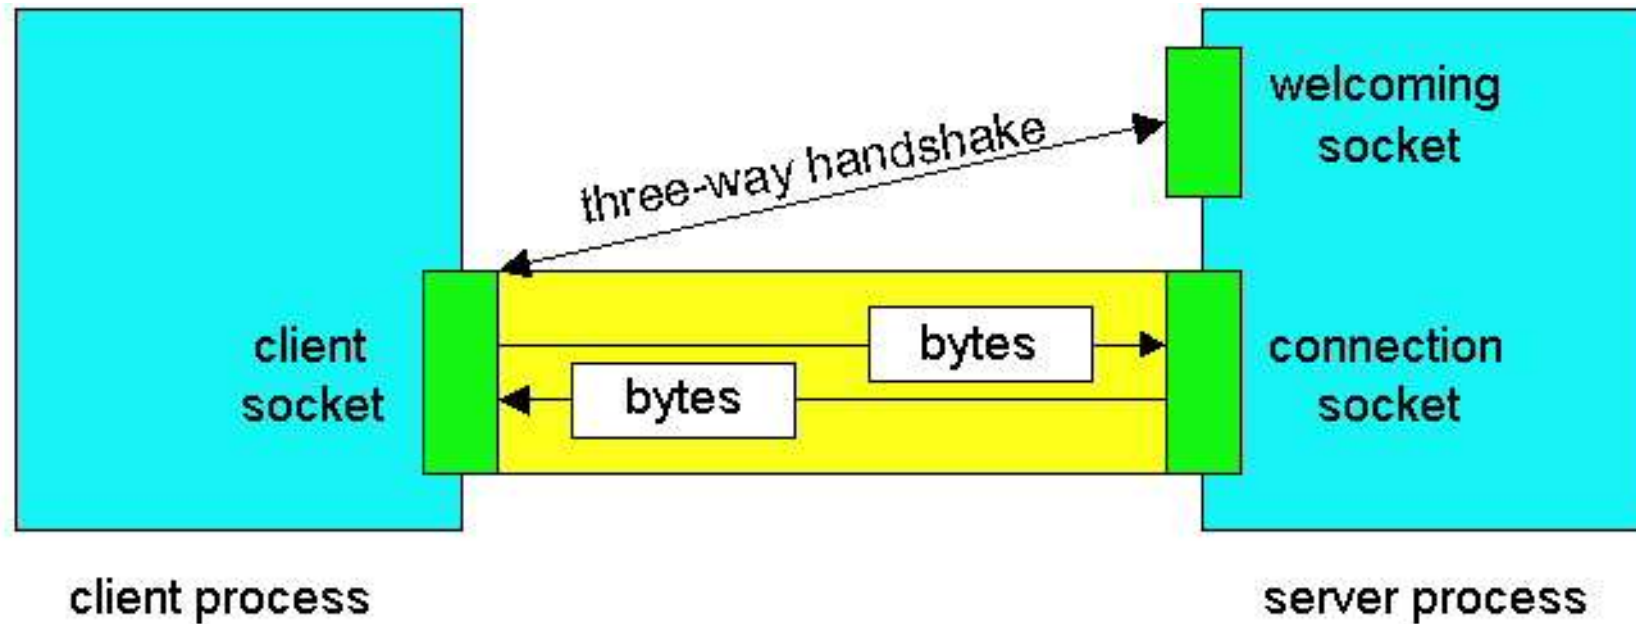 welcoming
socket
three-way handshake
client
socket
bytes
bytes
connection
socket
client process
server process